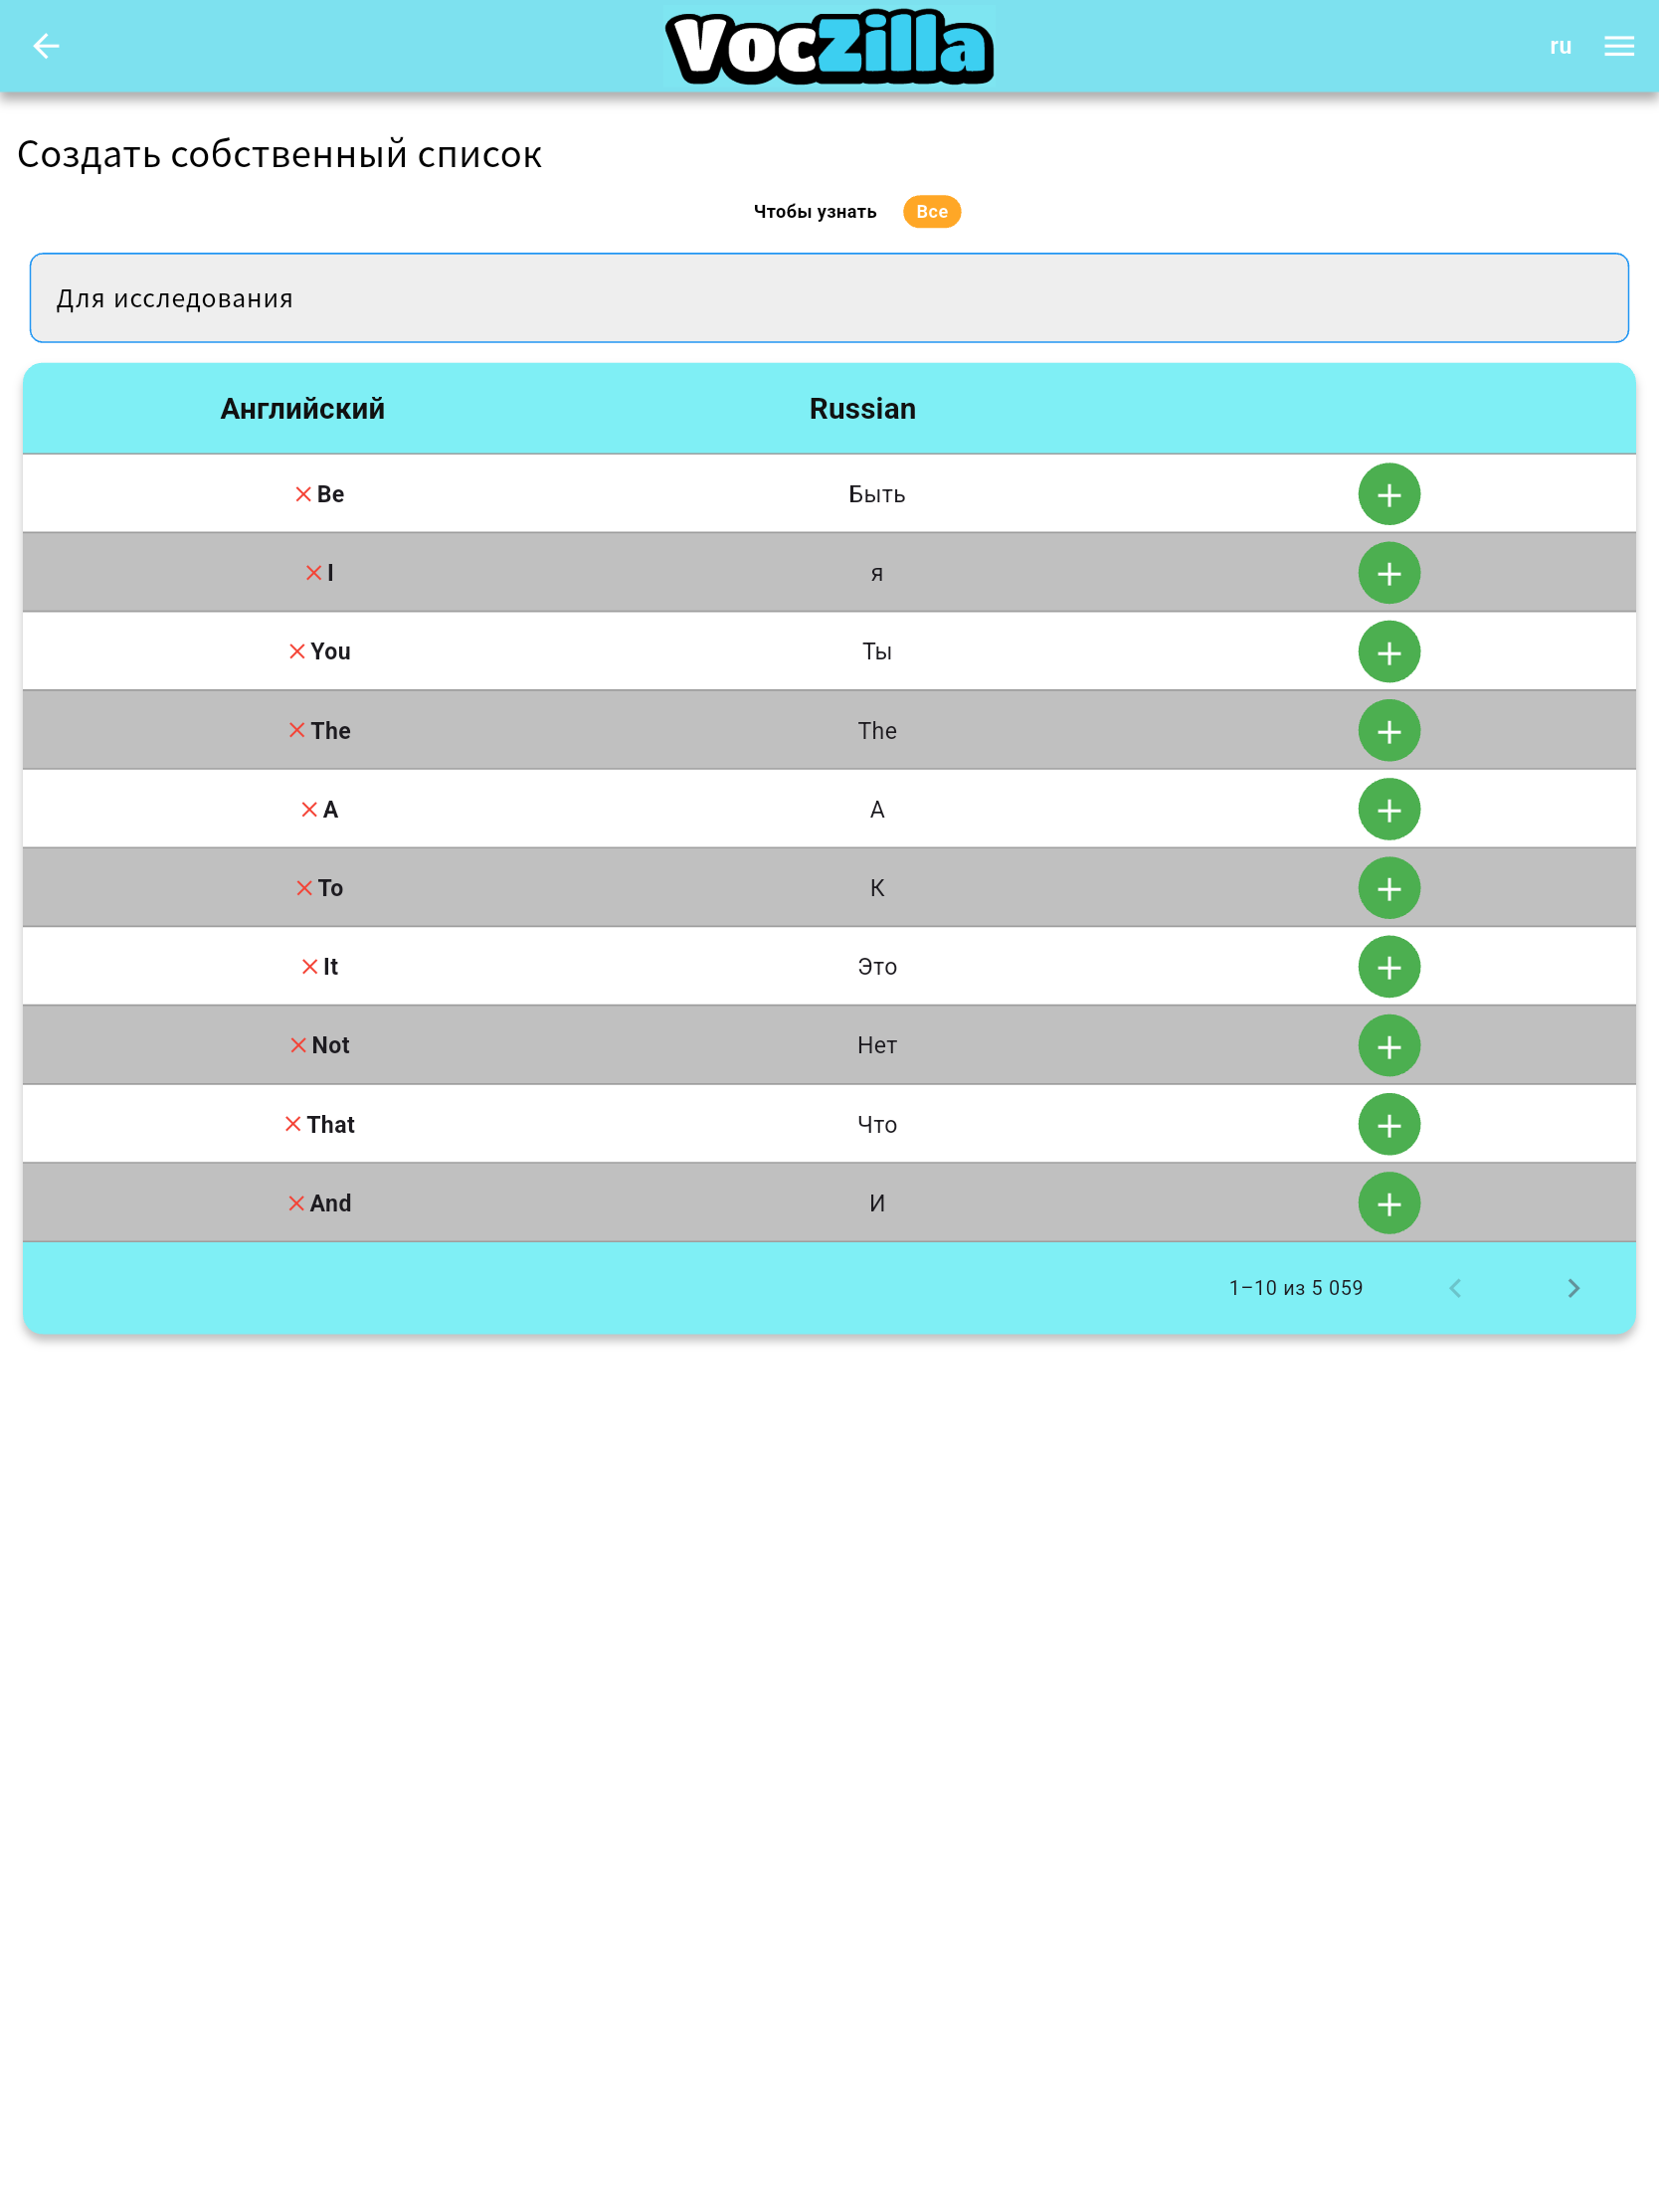 VocZilla
ru
Создать собственный список
Чтобы узнать Все
Для исследования
Английский Russian
Be Быть
I я
You Ты
The The
A А
To К
It Это
Not Нет
That Что
And И
1–10 из 5 059